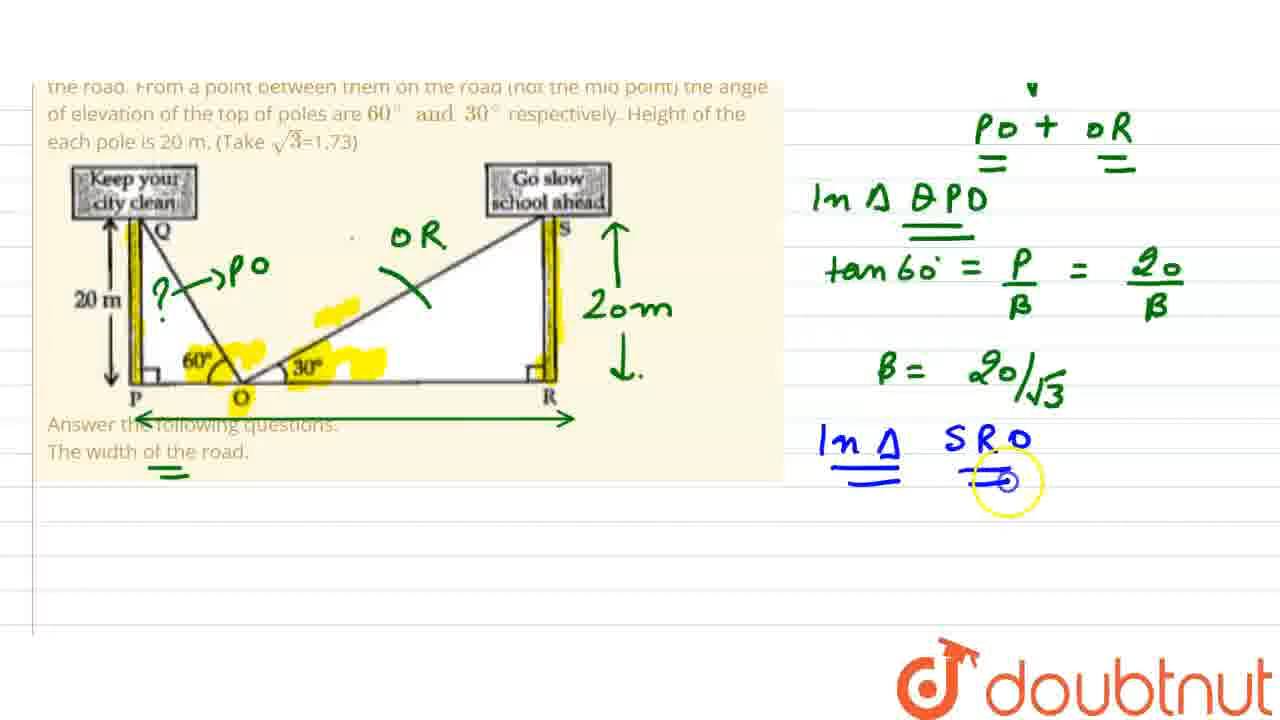 the road. From a point between them on the road (not the mid point) the angle
of elevation of the top of poles are 60° and 30° respectively. Height of the
each pole is 20 m. (Take √3=1.73)
Keep your
city clean
Go slow
school ahead
Q
S
20 m
? → PO
OR
20m
60°
30°
P
O
R
Answer the following questions.
The width of the road.
PO + OR
In Δ QPO
tan 60° = P/B = 20/B
B = 20/√3
In Δ SRO
doubtnut